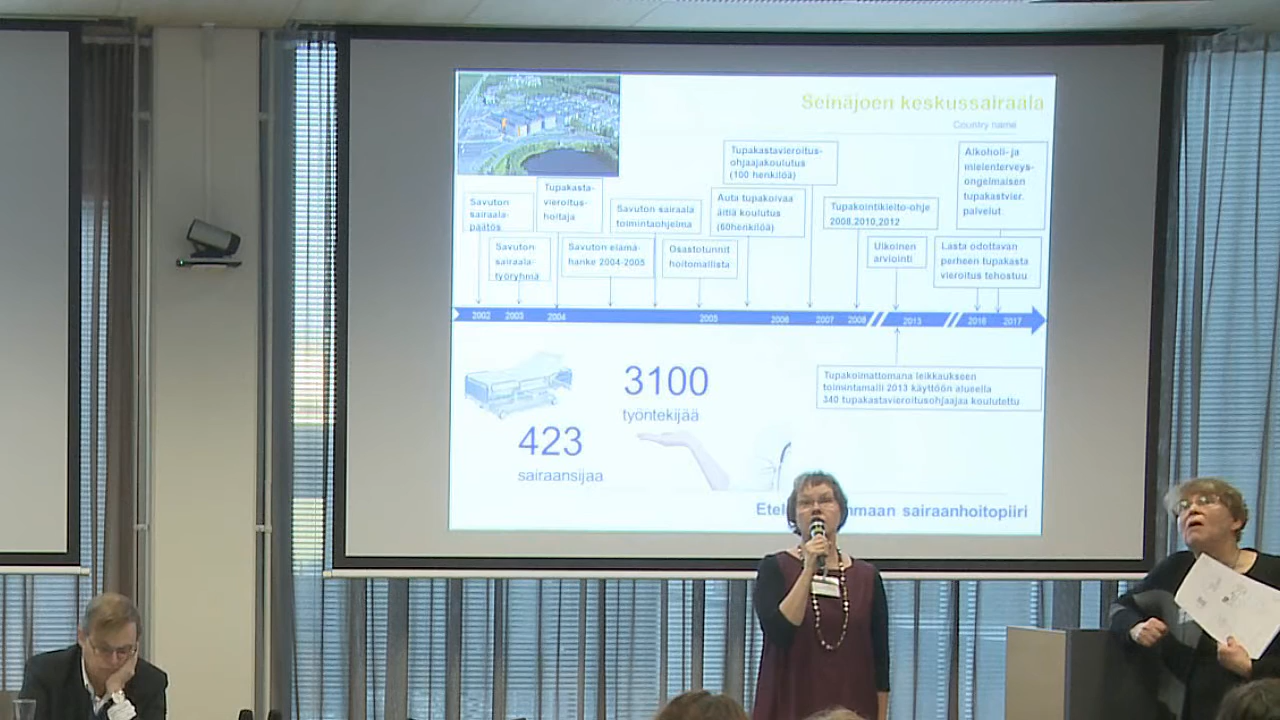 Seinäjoen keskussairaala
Country name
Savuton
sairaala-
päätös
Savuton
sairaala-
työryhmä
Tupakasta-
vieroitus-
hoitaja
Savuton elämä-
hanke 2004-2005
Savuton sairaala
toimintaohjelma
Osastotunnit
hoitomallista
Auta tupakoivaa
äitiä koulutus
(60henkilöä)
Tupakastavieroitus-
ohjaajakoulutus
(100 henkilöä)
Tupakointikielto-ohje
2008,2010,2012
Ulkoinen
arviointi
Alkoholi- ja
mielenterveys-
ongelmaisen
tupakastvier.
palvelut
Lasta odottavan
perheen tupakasta
vieroitus tehostuu
2002 2003 2004 2005 2006 2007 2008 2013 2016 2017
Tupakoimattomana leikkaukseen
toimintamalli 2013 käyttöön alueella
340 tupakastavieroitusohjaajaa koulutettu
3100
työntekijää
423
sairaansijaa
sairaanhoitopiiri